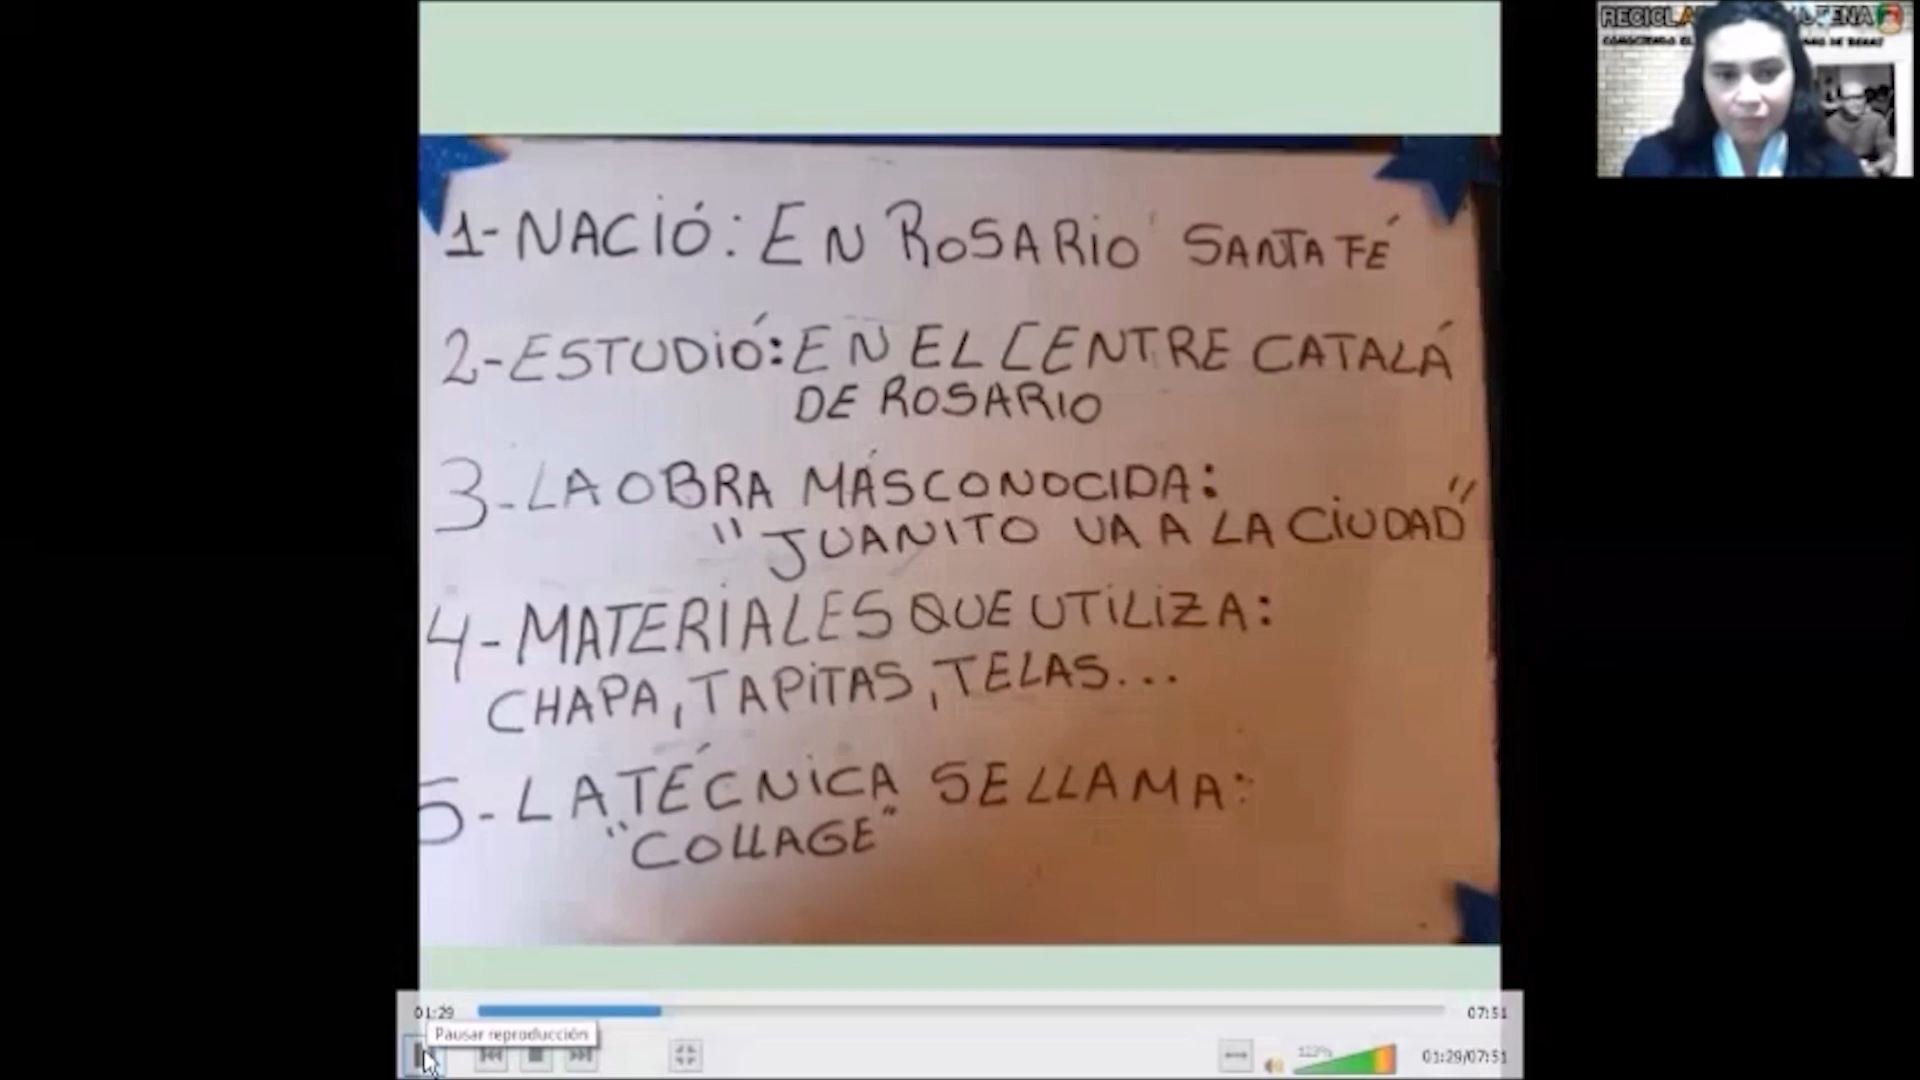 RECICL
1-NACIÓ: EN ROSARIO SANTA FÉ
2-ESTUDIÓ: EN EL CENTRE CATALÁ
DE ROSARIO
3-LA OBRA MÁS CONOCIDA:
"JUANITO VA A LA CIUDAD"
4-MATERIALES QUE UTILIZA:
CHAPA, TAPITAS, TELAS...
5-LA TÉCNICA SE LLAMA:
"COLLAGE"
01:29 07:51
Pausar reproducción
01:29/07:51